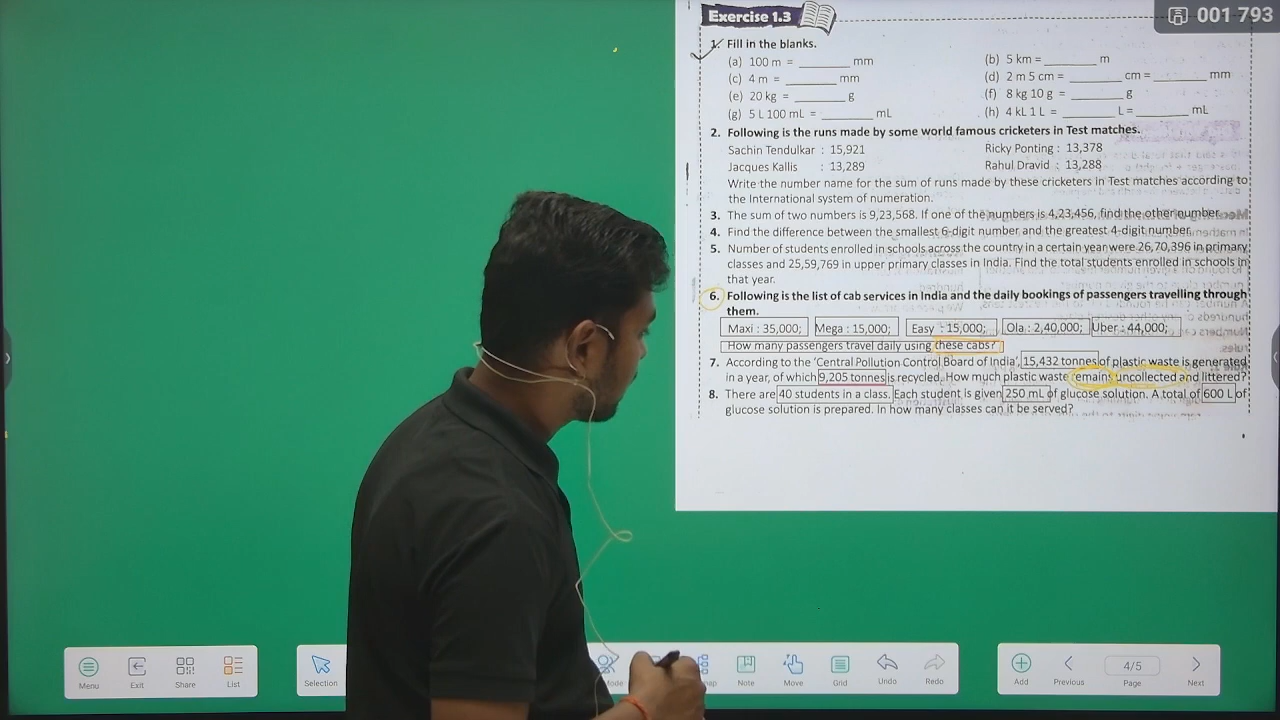 Exercise 1.3
001 793
1. Fill in the blanks.
(a) 100 m = ________ mm
(b) 5 km = ________ m
(c) 4 m = ________ mm
(d) 2 m 5 cm = ________ cm = ________ mm
(e) 20 kg = ________ g
(f) 8 kg 10 g = ________ g
(g) 5 L 100 mL = ________ mL
(h) 4 kL 1 L = ________ L = ________ mL
2. Following is the runs made by some world famous cricketers in Test matches.
Sachin Tendulkar : 15,921
Ricky Ponting : 13,378
Jacques Kallis : 13,289
Rahul Dravid : 13,288
Write the number name for the sum of runs made by these cricketers in Test matches according to
the International system of numeration.
3. The sum of two numbers is 9,23,568. If one of the numbers is 4,23,456, find the other number.
4. Find the difference between the smallest 6-digit number and the greatest 4-digit number.
5. Number of students enrolled in schools across the country in a certain year were 26,70,396 in primary
classes and 25,59,769 in upper primary classes in India. Find the total students enrolled in schools in
that year.
6. Following is the list of cab services in India and the daily bookings of passengers travelling through
them.
Maxi : 35,000; Mega : 15,000; Easy : 15,000; Ola : 2,40,000; Uber : 44,000;
How many passengers travel daily using these cabs?
7. According to the 'Central Pollution Control Board of India', 15,432 tonnes of plastic waste is generated
in a year, of which 9,205 tonnes is recycled. How much plastic waste remains uncollected and littered?
8. There are 40 students in a class. Each student is given 250 mL of glucose solution. A total of 600 L of
glucose solution is prepared. In how many classes can it be served?
Menu
Exit
Share
List
Selection
Mode
Note
Move
Grid
Undo
Redo
Add
Previous
4/5
Page
Next